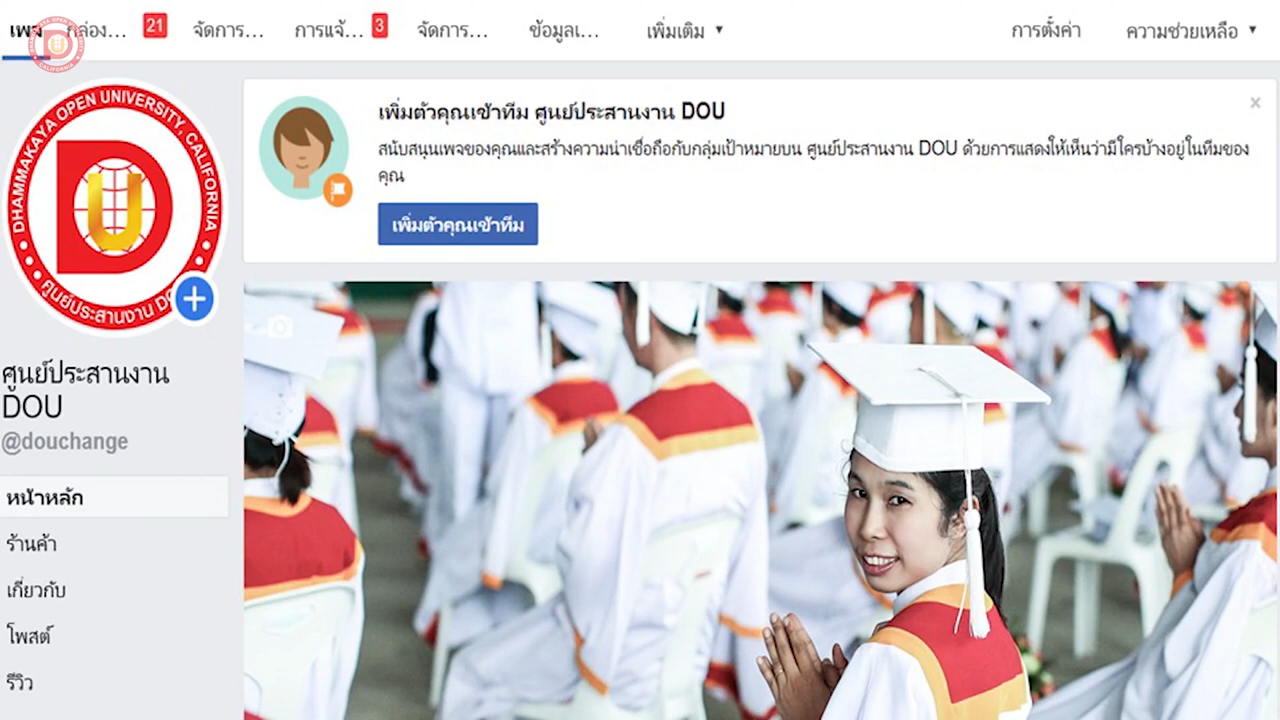 เพจ
กล่อง...
21
จัดการ...
การแจ้...
3
จัดการ...
ข้อมูลเ...
เพิ่มเติม
การตั้งค่า
ความช่วยเหลือ
DHAMMAKAYA OPEN UNIVERSITY, CALIFORNIA
DU
ศูนย์ประสานงาน DOU
เพิ่มตัวคุณเข้าทีม ศูนย์ประสานงาน DOU
สนับสนุนเพจของคุณและสร้างความน่าเชื่อถือกับกลุ่มเป้าหมายบน ศูนย์ประสานงาน DOU ด้วยการแสดงให้เห็นว่ามีใครบ้างอยู่ในทีมของ
คุณ
เพิ่มตัวคุณเข้าทีม
ศูนย์ประสานงาน
DOU
@douchange
หน้าหลัก
ร้านค้า
เกี่ยวกับ
โพสต์
รีวิว